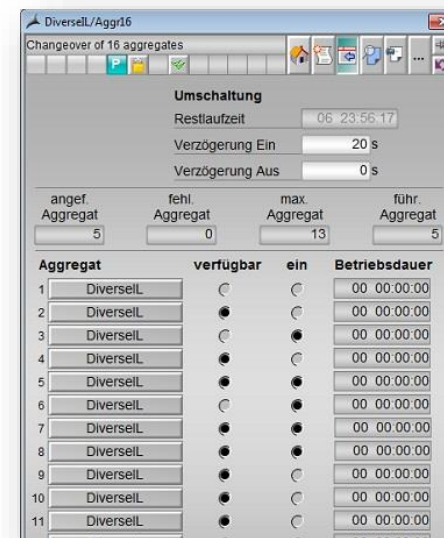 DiverseIL/Aggr16
Changeover of 16 aggregates
P
...
Umschaltung
Restlaufzeit 06 23:56:17
Verzögerung Ein 20 s
Verzögerung Aus 0 s
angef. Aggregat fehl. Aggregat max. Aggregat führ. Aggregat
5 0 13 5
Aggregat verfügbar ein Betriebsdauer
1 DiverseIL 00 00:00:00
2 DiverseIL 00 00:00:00
3 DiverseIL 00 00:00:00
4 DiverseIL 00 00:00:00
5 DiverseIL 00 00:00:00
6 DiverseIL 00 00:00:00
7 DiverseIL 00 00:00:00
8 DiverseIL 00 00:00:00
9 DiverseIL 00 00:00:00
10 DiverseIL 00 00:00:00
11 DiverseIL 00 00:00:00